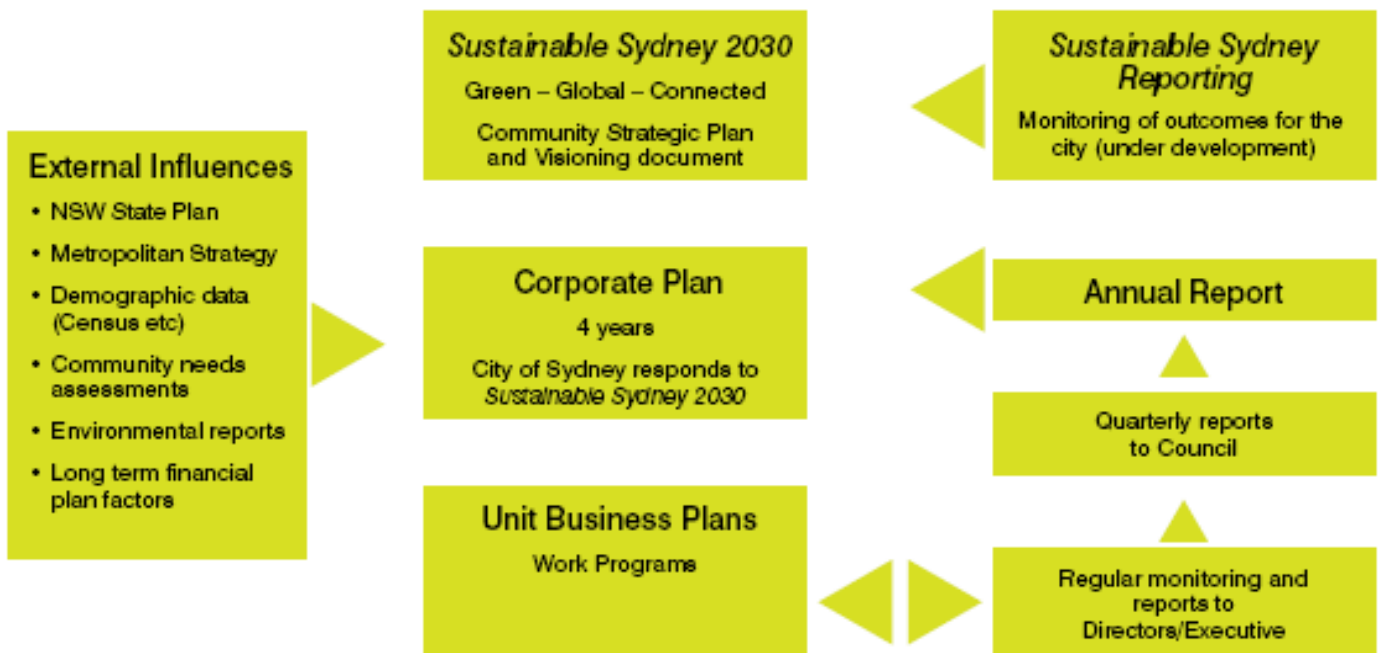 External Influences
• NSW State Plan
• Metropolitan Strategy
• Demographic data
(Census etc)
• Community needs
assessments
• Environmental reports
• Long term financial
plan factors
Sustainable Sydney 2030
Green – Global – Connected
Community Strategic Plan
and Visioning document
Corporate Plan
4 years
City of Sydney responds to
Sustainable Sydney 2030
Unit Business Plans
Work Programs
Sustainable Sydney
Reporting
Monitoring of outcomes for the
city (under development)
Annual Report
Quarterly reports
to Council
Regular monitoring and
reports to
Directors/Executive